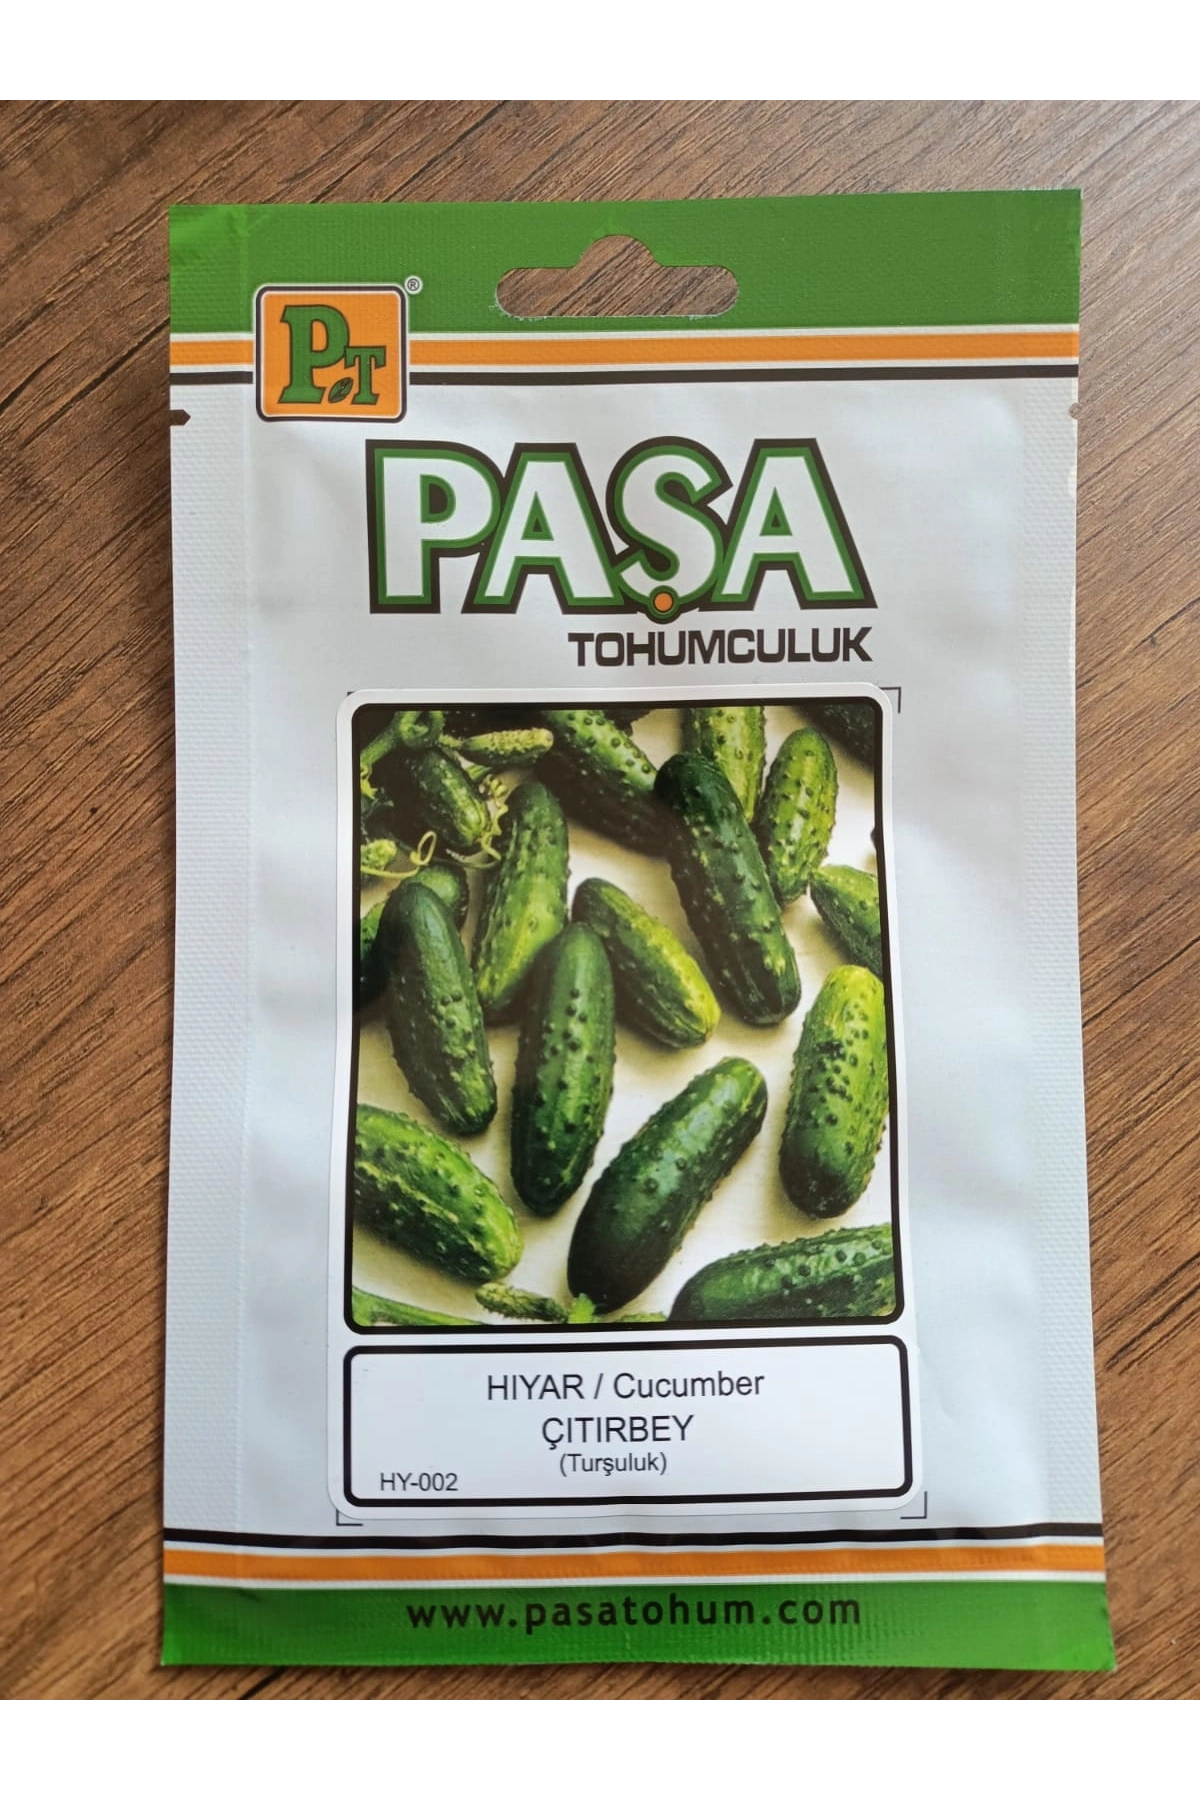 PT®
PAŞA
TOHUMCULUK
HIYAR / Cucumber
ÇITIRBEY
(Turşuluk)
HY-002
www.pasatohum.com